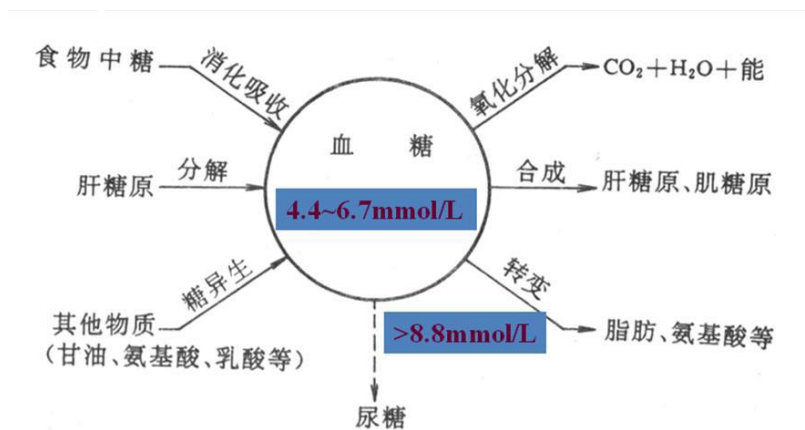 食物中糖
消化吸收
氧化分解
CO₂+H₂O+能
血 糖
肝糖原
分解
合成
肝糖原、肌糖原
4.4~6.7mmol/L
糖异生
转变
其他物质
(甘油、氨基酸、乳酸等)
>8.8mmol/L
脂肪、氨基酸等
尿糖